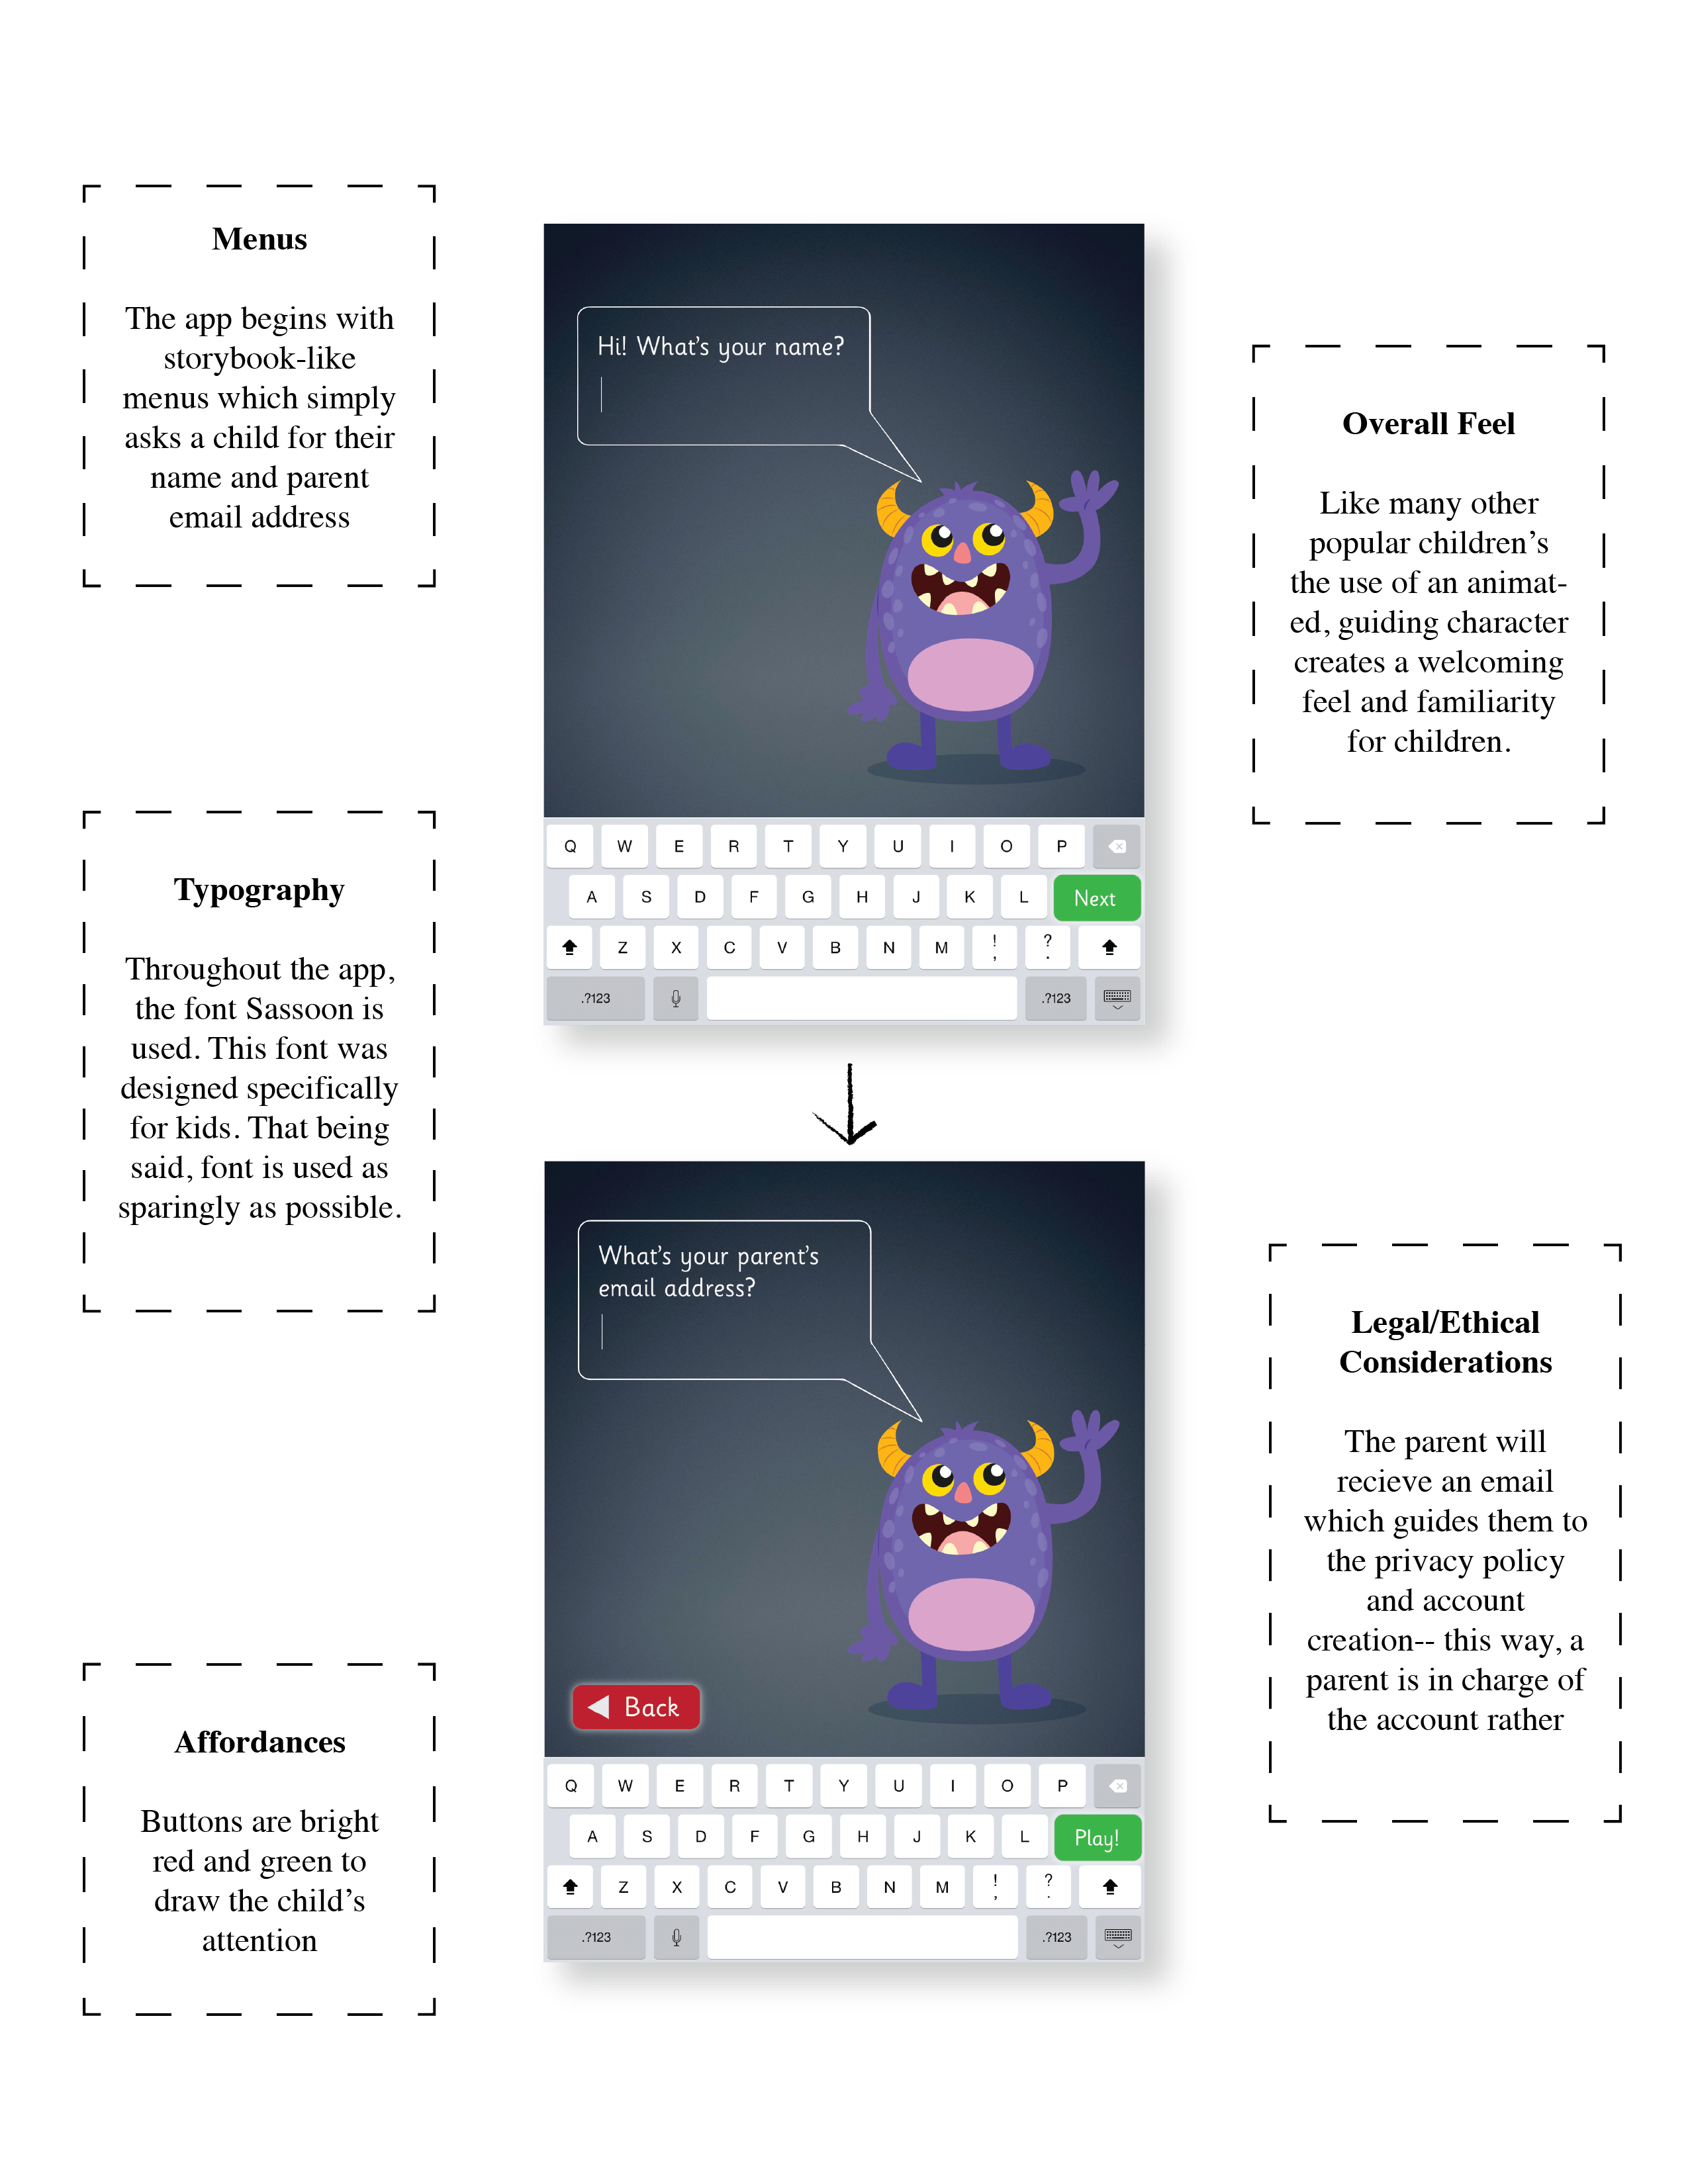 Menus
The app begins with
storybook-like
menus which simply
asks a child for their
name and parent
email address
Typography
Throughout the app,
the font Sassoon is
used. This font was
designed specifically
for kids. That being
said, font is used as
sparingly as possible.
Affordances
Buttons are bright
red and green to
draw the child's
attention
Hi! What's your name?
Q W E R T Y U I O P
A S D F G H J K L Next
Z X C V B N M ! , ? .
.?123 .?123
What's your parent's
email address?
Back
Q W E R T Y U I O P
A S D F G H J K L Play!
Z X C V B N M ! , ? .
.?123 .?123
Overall Feel
Like many other
popular children's
the use of an animat-
ed, guiding character
creates a welcoming
feel and familiarity
for children.
Legal/Ethical
Considerations
The parent will
recieve an email
which guides them to
the privacy policy
and account
creation-- this way, a
parent is in charge of
the account rather